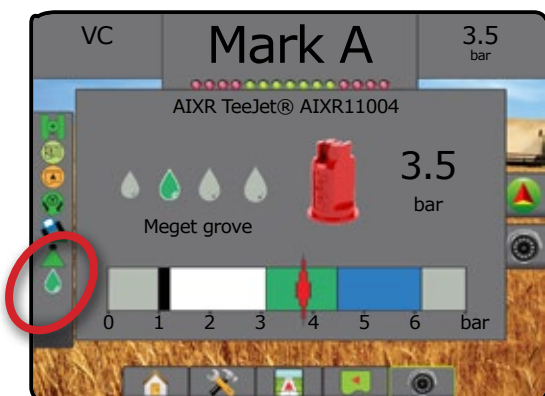 VC
Mark A
3.5
bar
AIXR TeeJet® AIXR11004
3.5
bar
Meget grove
0 1 2 3 4 5 6 bar